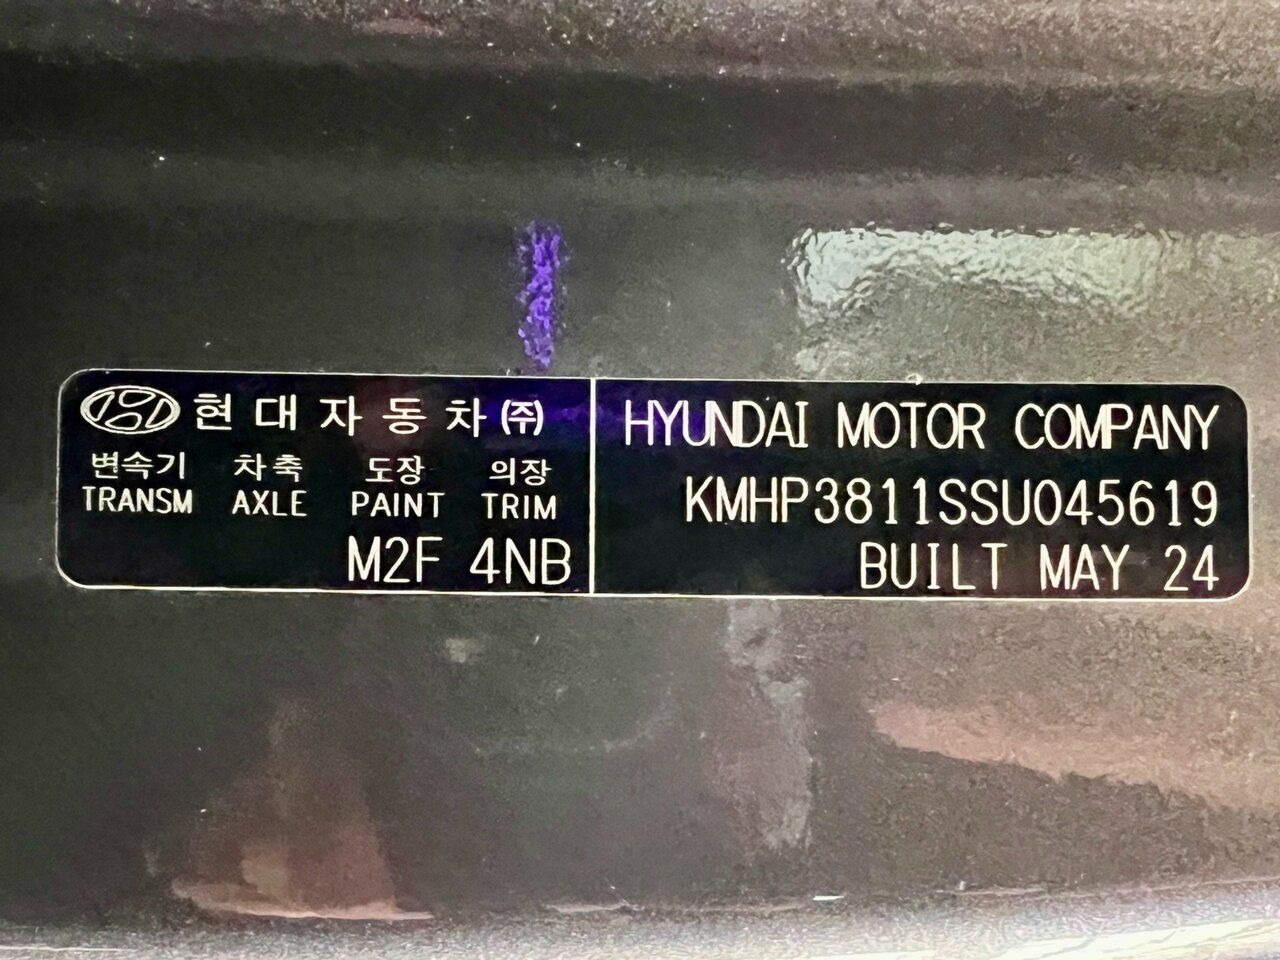 현대자동차㈜
변속기 차축 도장 의장
TRANSM AXLE PAINT TRIM
M2F 4NB
HYUNDAI MOTOR COMPANY
KMHP3811SSU045619
BUILT MAY 24